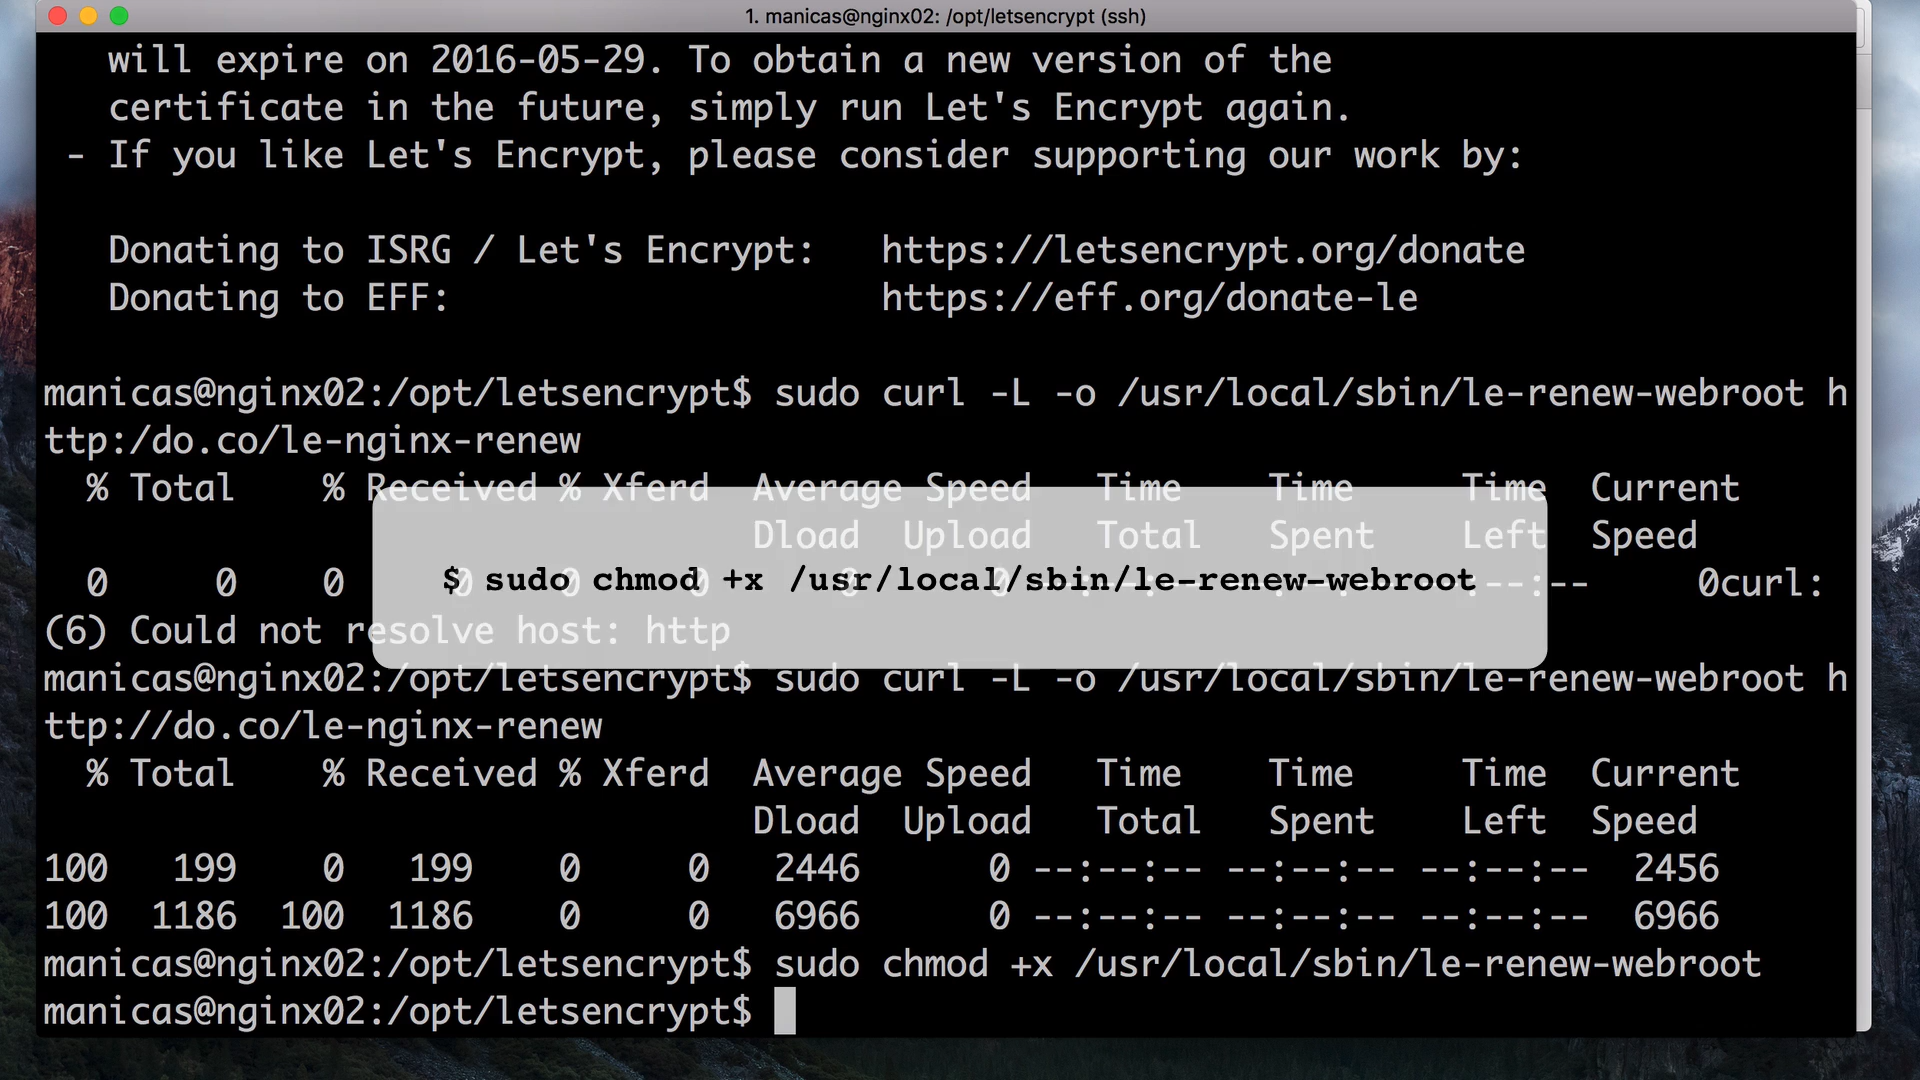 1. manicas@nginx02: /opt/letsencrypt (ssh)
will expire on 2016-05-29. To obtain a new version of the
certificate in the future, simply run Let's Encrypt again.
- If you like Let's Encrypt, please consider supporting our work by:
Donating to ISRG / Let's Encrypt:   https://letsencrypt.org/donate
Donating to EFF:                    https://eff.org/donate-le
manicas@nginx02:/opt/letsencrypt$ sudo curl -L -o /usr/local/sbin/le-renew-webroot h
ttp:/do.co/le-nginx-renew
% Total    % Received % Xferd  Average Speed   Time    Time     Time  Current
Dload  Upload   Total   Spent    Left  Speed
0     0    0     0    0     0      0      0 --:--:-- --:--:-- --:--:--     0curl:
$ sudo chmod +x /usr/local/sbin/le-renew-webroot
(6) Could not resolve host: http
manicas@nginx02:/opt/letsencrypt$ sudo curl -L -o /usr/local/sbin/le-renew-webroot h
ttp://do.co/le-nginx-renew
% Total    % Received % Xferd  Average Speed   Time    Time     Time  Current
Dload  Upload   Total   Spent    Left  Speed
100   199    0   199    0     0   2446      0 --:--:-- --:--:-- --:--:--  2456
100  1186  100  1186    0     0   6966      0 --:--:-- --:--:-- --:--:--  6966
manicas@nginx02:/opt/letsencrypt$ sudo chmod +x /usr/local/sbin/le-renew-webroot
manicas@nginx02:/opt/letsencrypt$